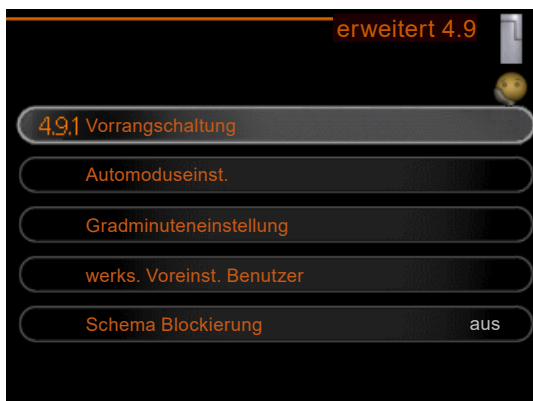 erweitert 4.9
4.9.1 Vorrangschaltung
Automoduseinst.
Gradminuteneinstellung
werks. Voreinst. Benutzer
Schema Blockierung aus